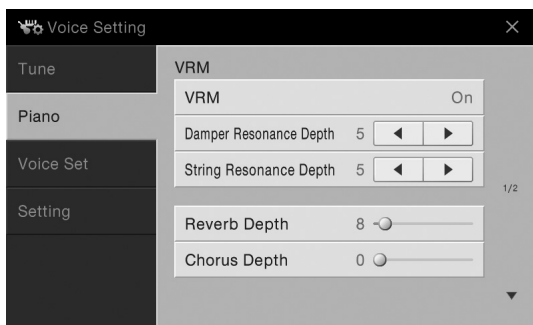 Voice Setting
Tune
Piano
Voice Set
Setting
VRM
VRM On
Damper Resonance Depth 5
String Resonance Depth 5
1/2
Reverb Depth 8
Chorus Depth 0